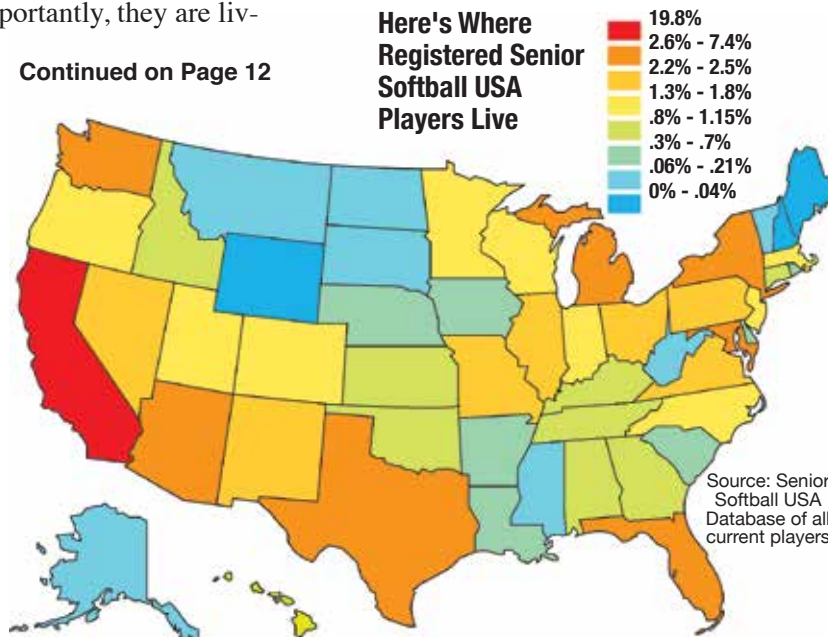 portantly, they are liv-
Continued on Page 12
Here's Where
Registered Senior
Softball USA
Players Live
19.8%
2.6% - 7.4%
2.2% - 2.5%
1.3% - 1.8%
.8% - 1.15%
.3% - .7%
.06% - .21%
0% - .04%
Source: Senior
Softball USA
Database of all
current players